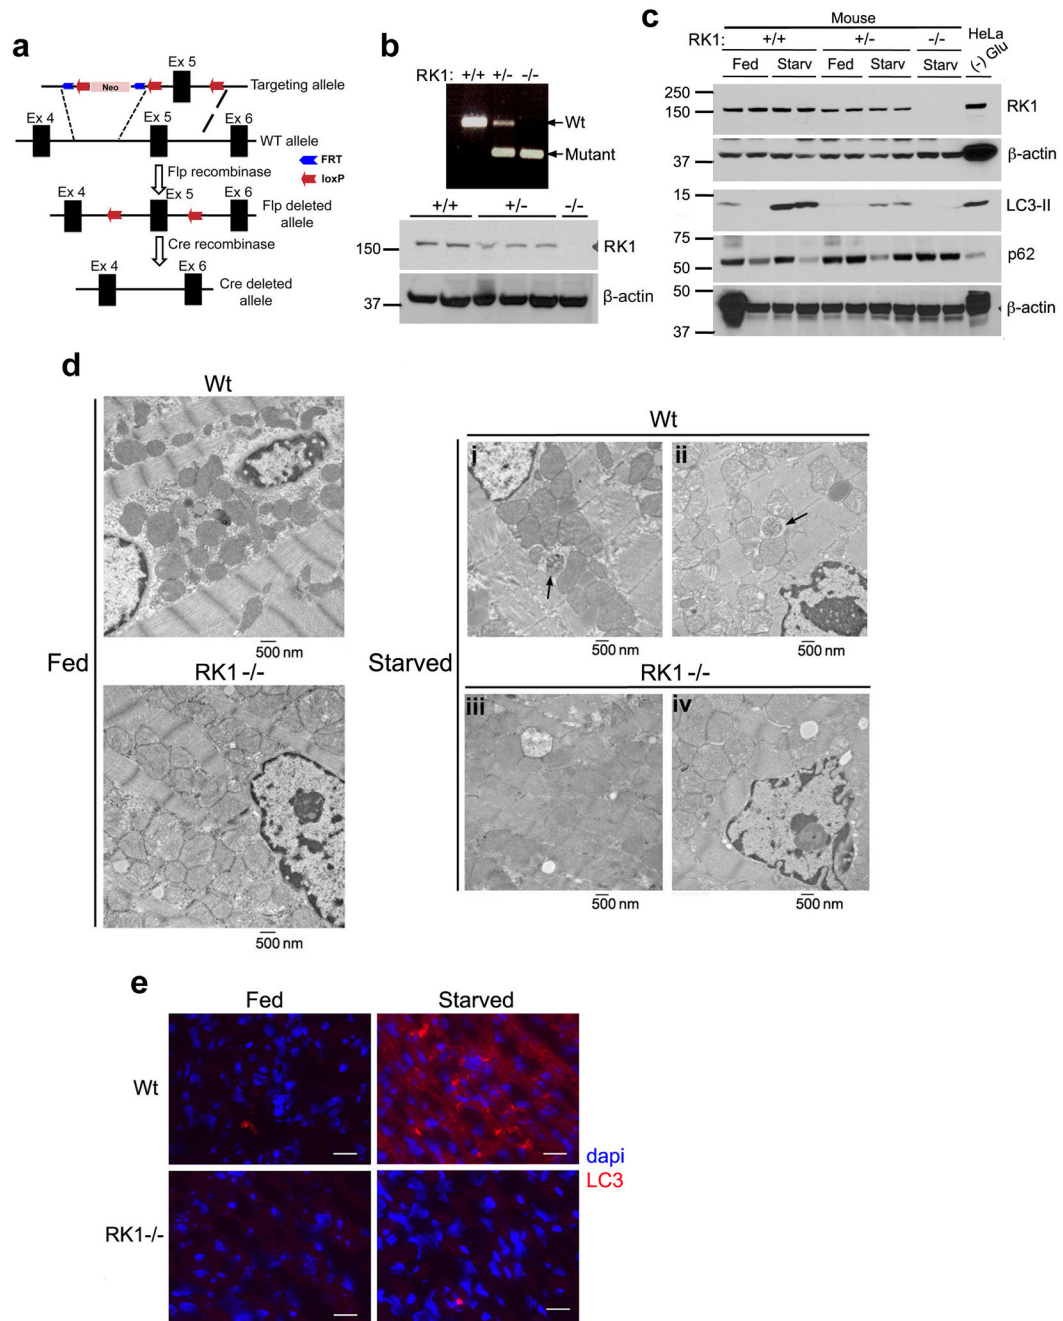 a
Ex 5
Neo
Targeting allele
Ex 4
Ex 5
Ex 6
WT allele
FRT
loxP
Flp recombinase
Ex 4
Ex 5
Ex 6
Flp deleted
allele
Cre recombinase
Ex 4
Ex 6
Cre deleted
allele
b
RK1: +/+ +/- -/-
Wt
Mutant
+/+ +/- -/-
150
RK1
37
β-actin
c
Mouse
RK1: +/+ +/- -/-
HeLa
(-) Glu
Fed Starv Fed Starv Starv
250
150
RK1
37
β-actin
15
LC3-II
75
50
p62
50
37
β-actin
d
Wt
Fed
500 nm
RK1 -/-
500 nm
Starved
Wt
i
ii
500 nm
500 nm
RK1 -/-
iii
iv
500 nm
500 nm
e
Fed
Starved
Wt
RK1-/-
dapi
LC3